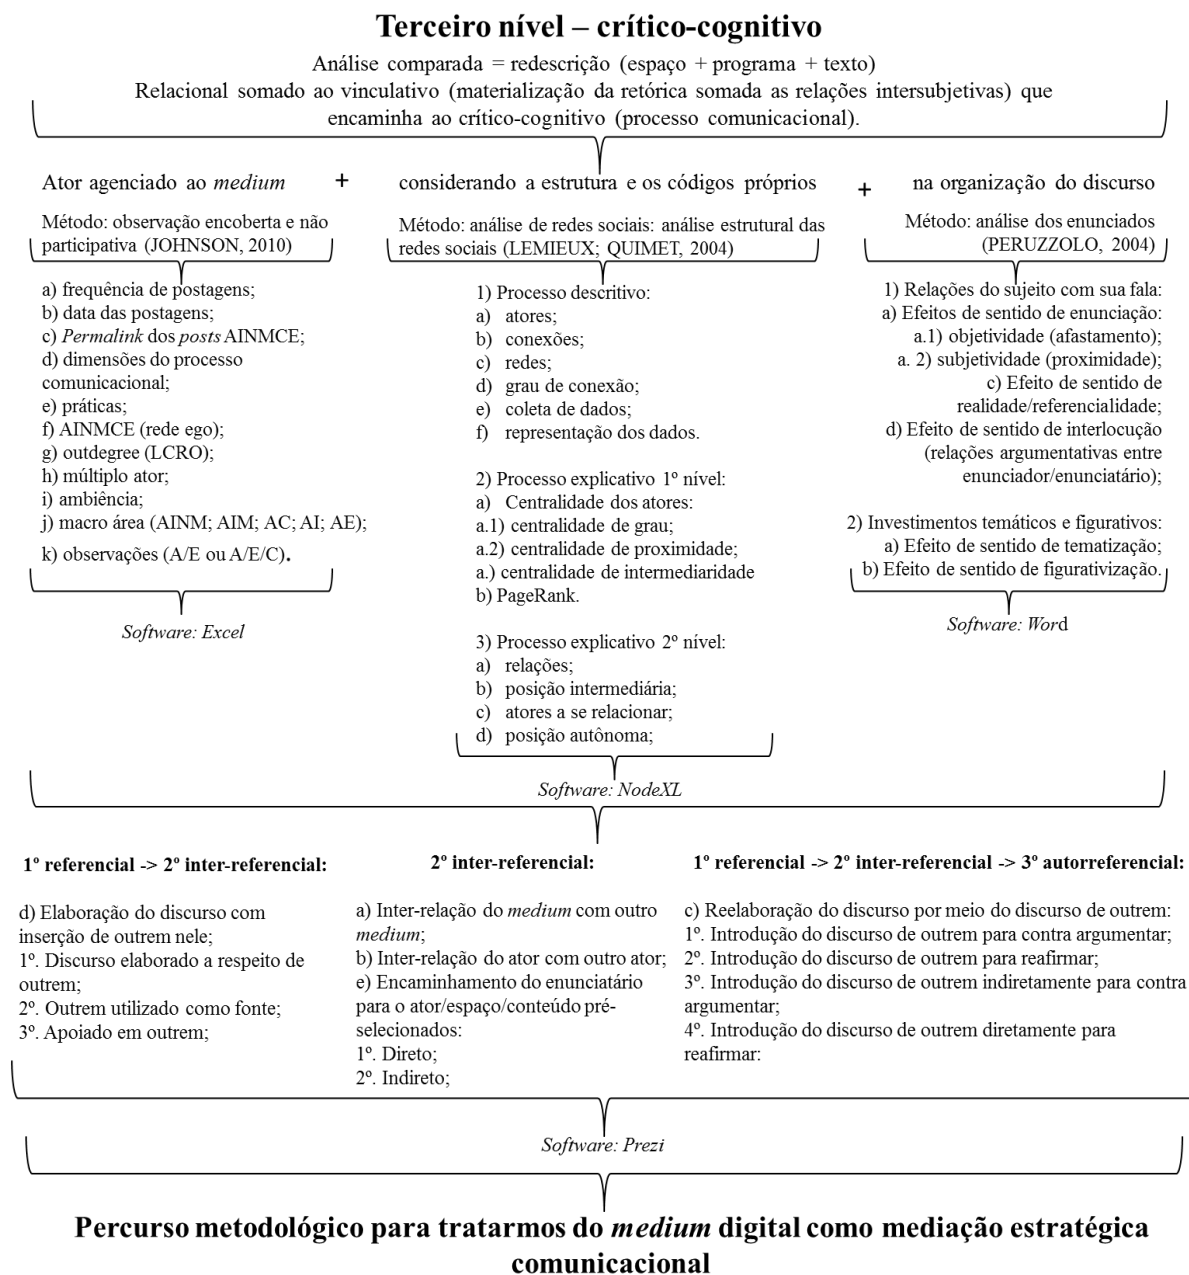 Terceiro nível – crítico-cognitivo
Análise comparada = redescrição (espaço + programa + texto)
Relacional somado ao vinculativo (materialização da retórica somada as relações intersubjetivas) que
encaminha ao crítico-cognitivo (processo comunicacional).
Ator agenciado ao medium
+
considerando a estrutura e os códigos próprios
+
na organização do discurso
Método: observação encoberta e não
participativa (JOHNSON, 2010)
a) frequência de postagens;
b) data das postagens;
c) Permalink dos posts AINMCE;
d) dimensões do processo
comunicacional;
e) práticas;
f) AINMCE (rede ego);
g) outdegree (LCRO);
h) múltiplo ator;
i) ambiência;
j) macro área (AINM; AIM; AC; AI; AE);
k) observações (A/E ou A/E/C).
Software: Excel
Método: análise de redes sociais: análise estrutural das
redes sociais (LEMIEUX; QUIMET, 2004)
1) Processo descritivo:
a) atores;
b) conexões;
c) redes;
d) grau de conexão;
e) coleta de dados;
f) representação dos dados.
2) Processo explicativo 1º nível:
a) Centralidade dos atores:
a.1) centralidade de grau;
a.2) centralidade de proximidade;
a.) centralidade de intermediaridade
b) PageRank.
3) Processo explicativo 2º nível:
a) relações;
b) posição intermediária;
c) atores a se relacionar;
d) posição autônoma;
Software: NodeXL
Método: análise dos enunciados
(PERUZZOLO, 2004)
1) Relações do sujeito com sua fala:
a) Efeitos de sentido de enunciação:
a.1) objetividade (afastamento);
a. 2) subjetividade (proximidade);
c) Efeito de sentido de
realidade/referencialidade;
d) Efeito de sentido de interlocução
(relações argumentativas entre
enunciador/enunciatário);
2) Investimentos temáticos e figurativos:
a) Efeito de sentido de tematização;
b) Efeito de sentido de figurativização.
Software: Word
1º referencial -> 2º inter-referencial:
d) Elaboração do discurso com
inserção de outrem nele;
1º. Discurso elaborado a respeito de
outrem;
2º. Outrem utilizado como fonte;
3º. Apoiado em outrem;
2º inter-referencial:
a) Inter-relação do medium com outro
medium;
b) Inter-relação do ator com outro ator;
e) Encaminhamento do enunciatário
para o ator/espaço/conteúdo pré-
selecionados:
1º. Direto;
2º. Indireto;
1º referencial -> 2º inter-referencial -> 3º autorreferencial:
c) Reelaboração do discurso por meio do discurso de outrem:
1º. Introdução do discurso de outrem para contra argumentar;
2º. Introdução do discurso de outrem para reafirmar;
3º. Introdução do discurso de outrem indiretamente para contra
argumentar;
4º. Introdução do discurso de outrem diretamente para
reafirmar:
Software: Prezi
Percurso metodológico para tratarmos do medium digital como mediação estratégica
comunicacional